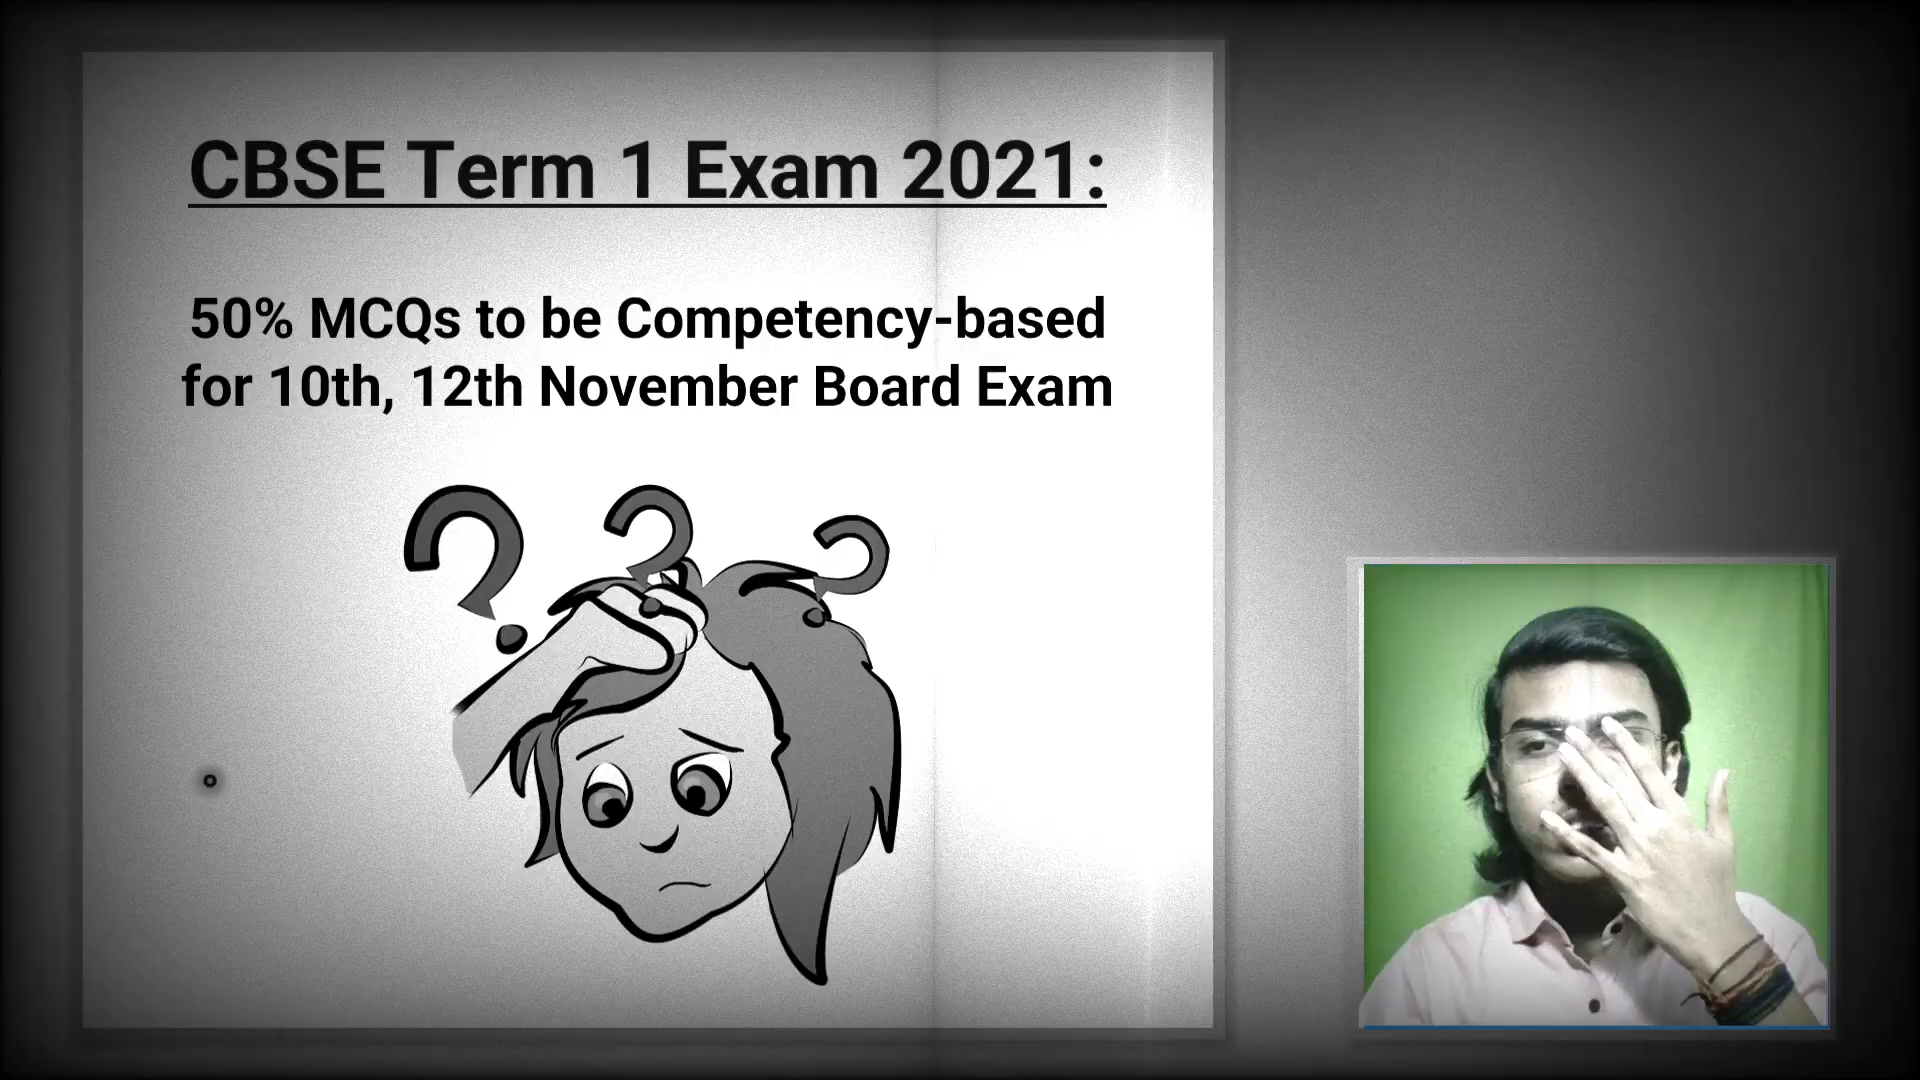 CBSE Term 1 Exam 2021:
50% MCQs to be Competency-based
for 10th, 12th November Board Exam
? ? ?